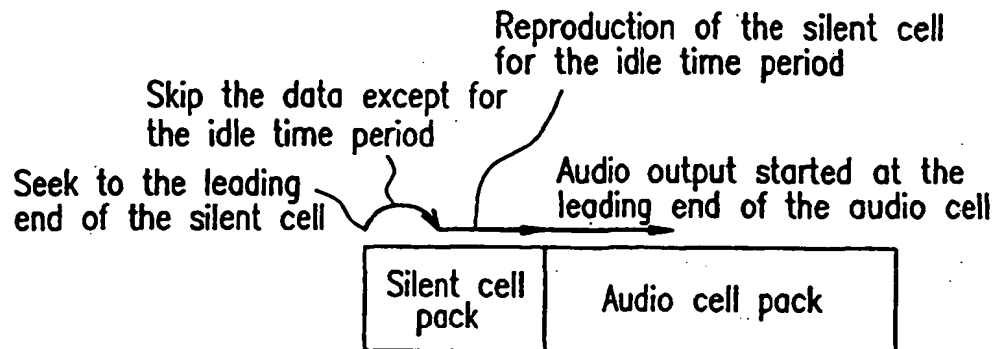 Reproduction of the silent cell
for the idle time period
Skip the data except for
the idle time period
Seek to the leading
end of the silent cell
Audio output started at the
leading end of the audio cell
Silent cell
pack
Audio cell pack